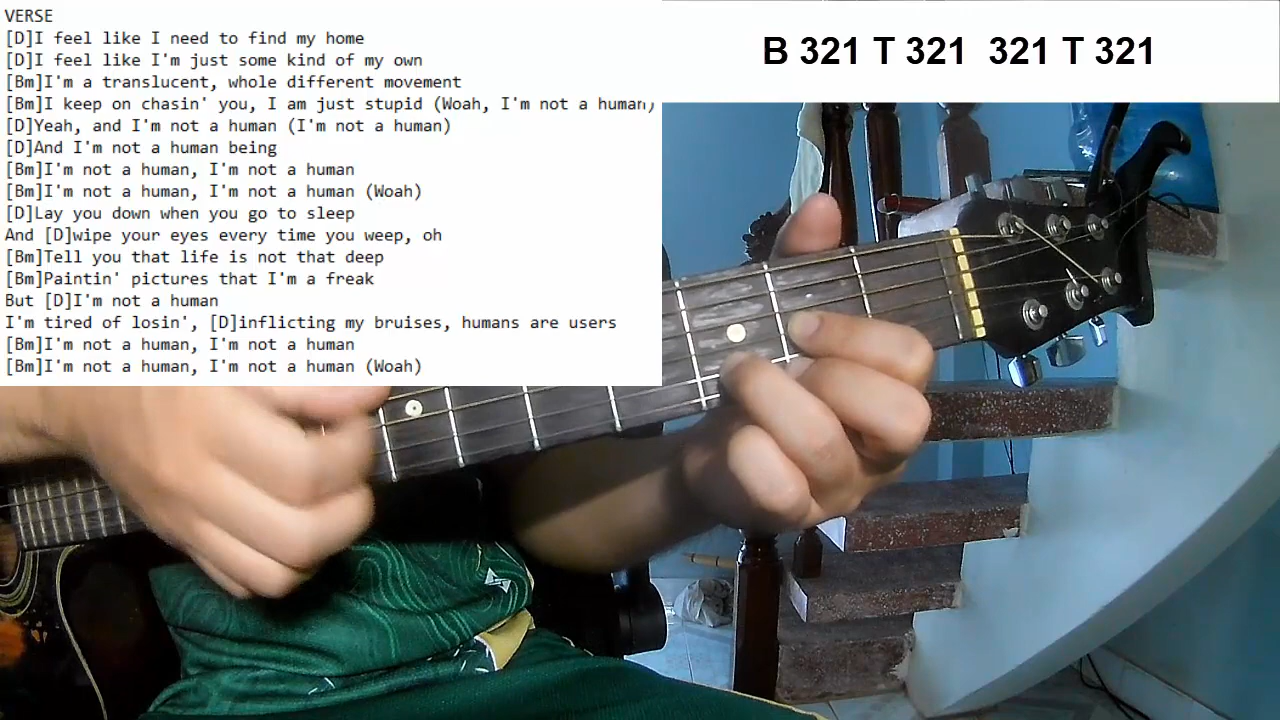 VERSE
[D]I feel like I need to find my home
[D]I feel like I'm just some kind of my own
[Bm]I'm a translucent, whole different movement
[Bm]I keep on chasin' you, I am just stupid (Woah, I'm not a human)
[D]Yeah, and I'm not a human (I'm not a human)
[D]And I'm not a human being
[Bm]I'm not a human, I'm not a human
[Bm]I'm not a human, I'm not a human (Woah)
[D]Lay you down when you go to sleep
And [D]wipe your eyes every time you weep, oh
[Bm]Tell you that life is not that deep
[Bm]Paintin' pictures that I'm a freak
But [D]I'm not a human
I'm tired of losin', [D]inflicting my bruises, humans are users
[Bm]I'm not a human, I'm not a human
[Bm]I'm not a human, I'm not a human (Woah)
B 321 T 321  321 T 321